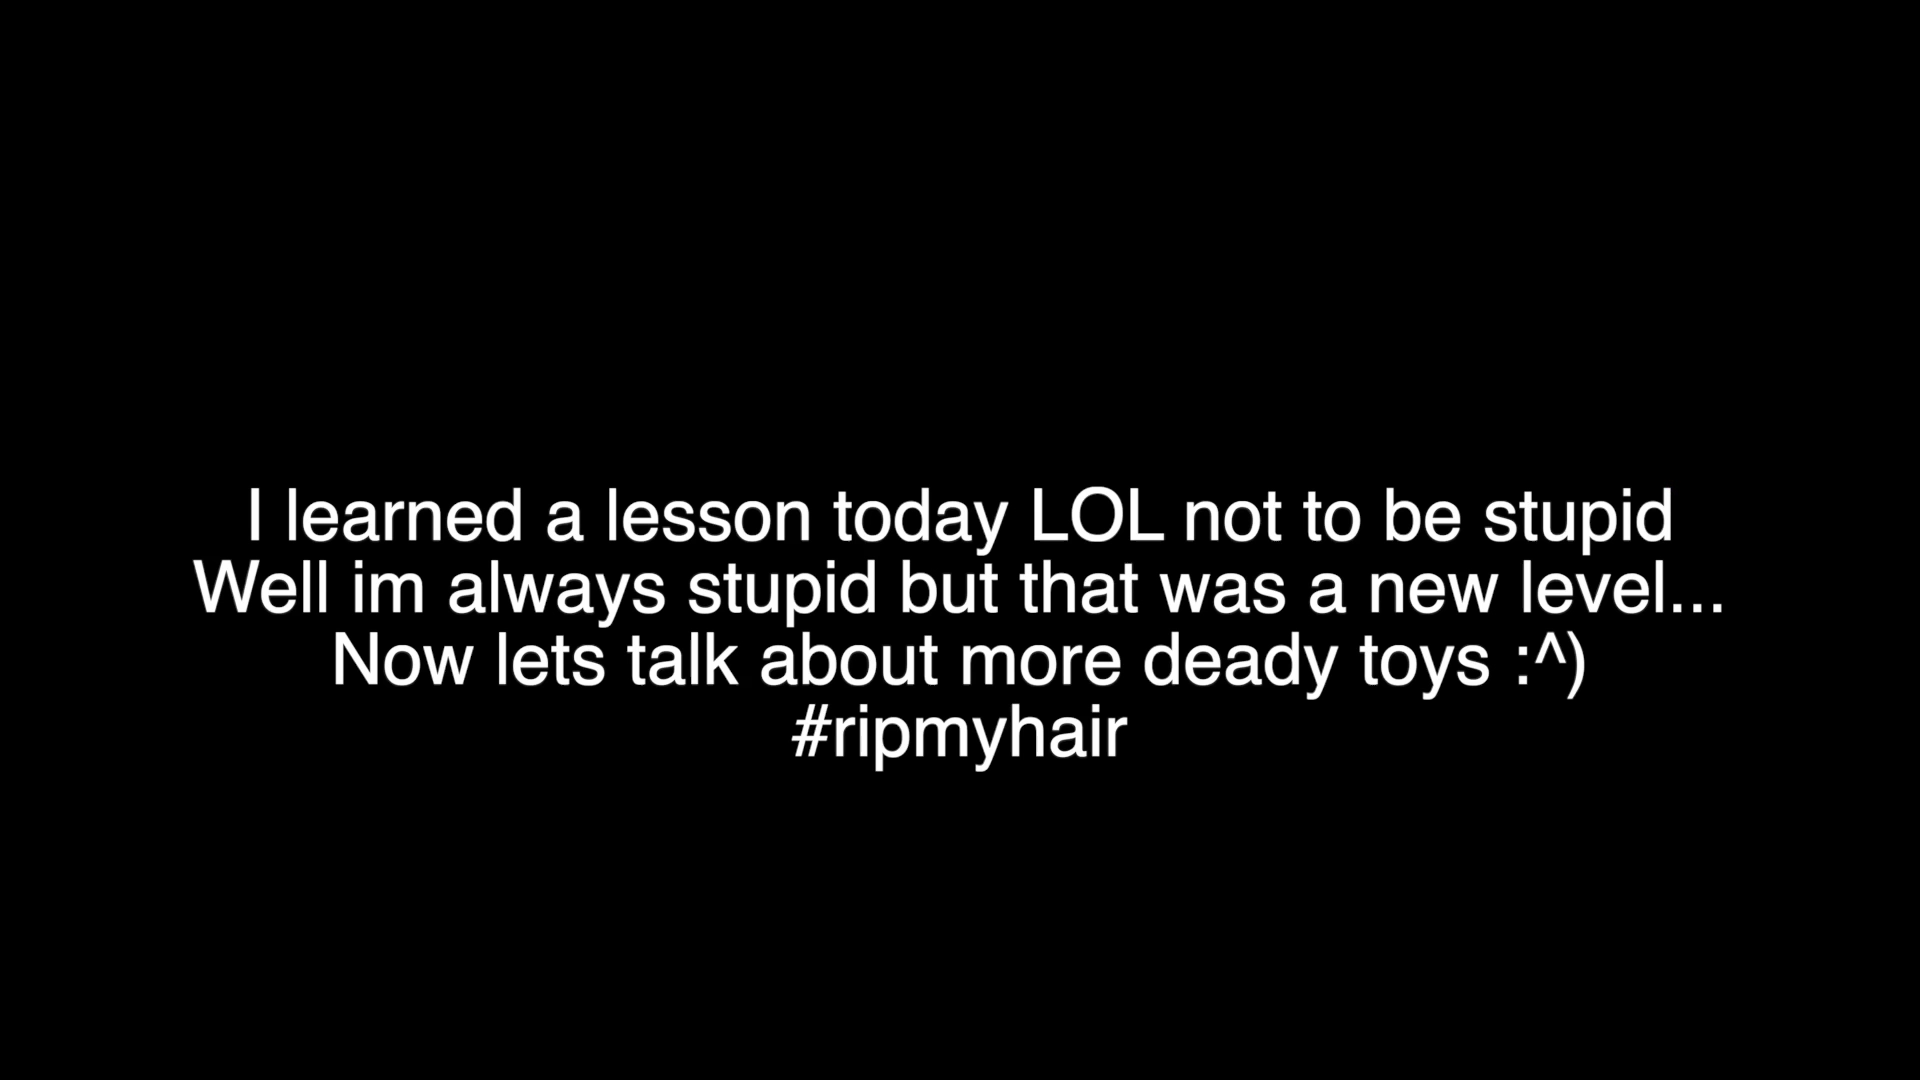 I learned a lesson today LOL not to be stupid
Well im always stupid but that was a new level...
Now lets talk about more deady toys :^)
#ripmyhair